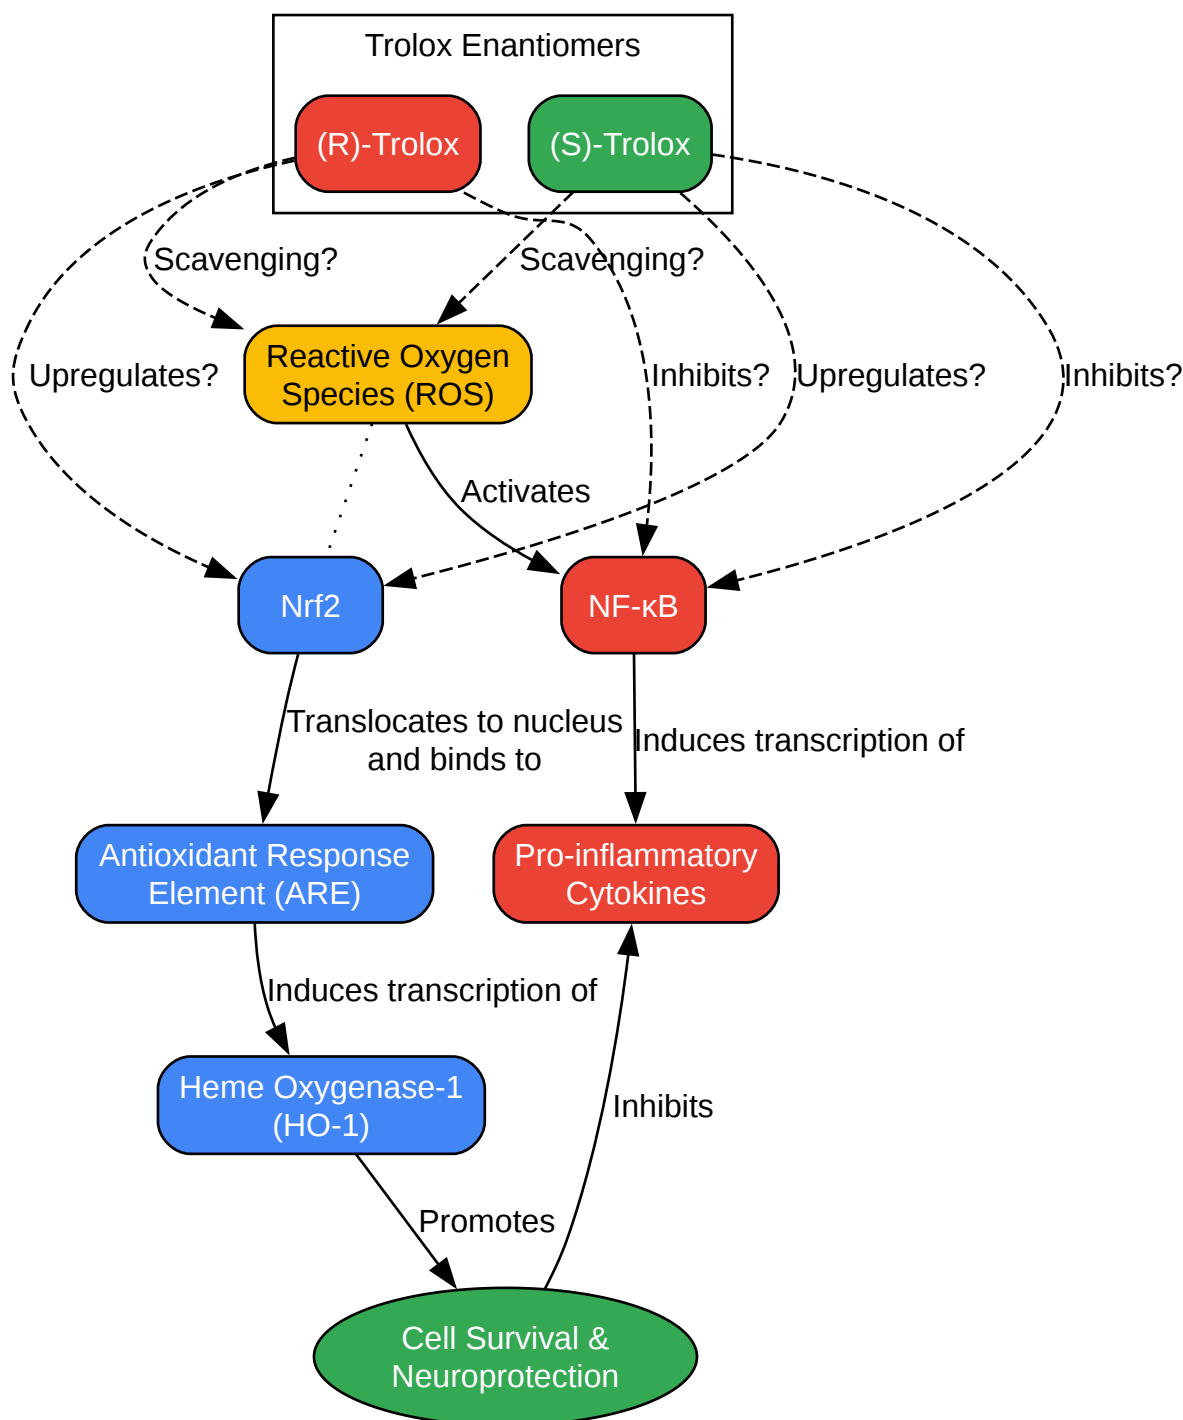 Trolox Enantiomers
(R)-Trolox
(S)-Trolox
Scavenging?
Scavenging?
Reactive Oxygen
Species (ROS)
Upregulates?
Inhibits?
Upregulates?
Inhibits?
Activates
Nrf2
NF-κB
Translocates to nucleus
and binds to
Induces transcription of
Antioxidant Response
Element (ARE)
Pro-inflammatory
Cytokines
Induces transcription of
Heme Oxygenase-1
(HO-1)
Inhibits
Promotes
Cell Survival &
Neuroprotection